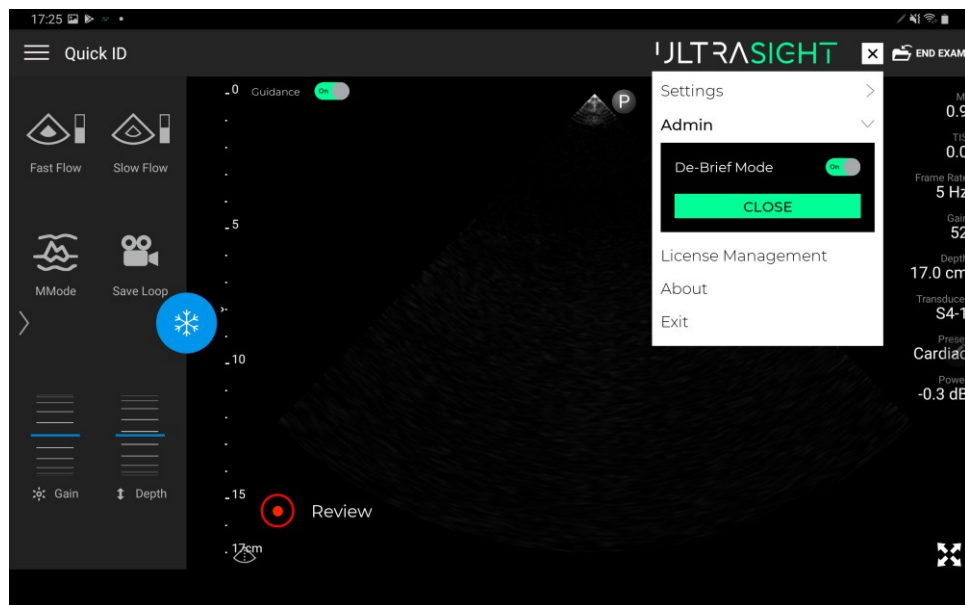 17:25
Quick ID
ULTRASIGHT
END EXAM
Guidance
On
0
P
Fast Flow
Slow Flow
5
MMode
Save Loop
10
Gain
Depth
15
Review
17cm
Settings
Admin
De-Brief Mode
On
CLOSE
License Management
About
Exit
0.9
0.0
Frame Rate
5 Hz
Gain
52
Depth
17.0 cm
S4-1
Cardiac
Power
-0.3 dB